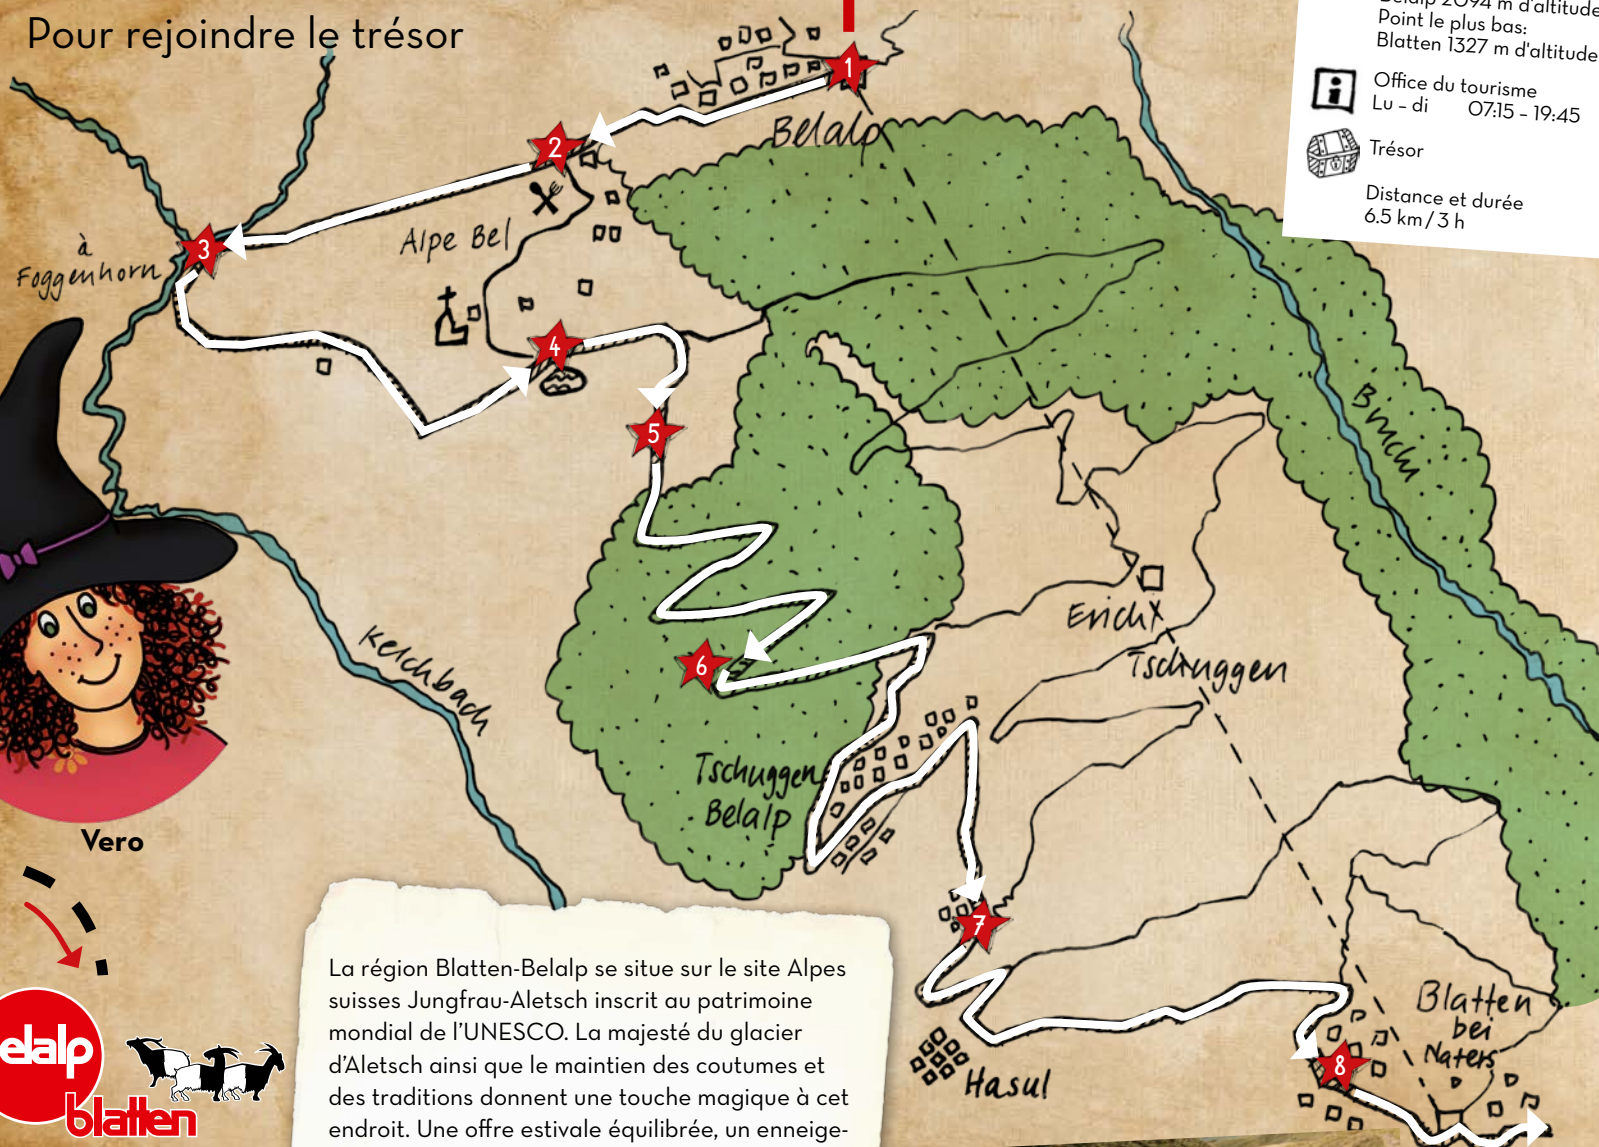 Pour rejoindre le trésor
Belalp 2094 m d'altitude
Point le plus bas:
Blatten 1327 m d'altitude
Office du tourisme
Lu – di 07:15 – 19:45
Trésor
Distance et durée
6.5 km / 3 h
1
Belalp
2
Alpe Bel
3
à
Foggenhorn
4
5
Bruchi
6
Erich
Tschuggen
Kelchbach
Tschuggen
Belalp
Vero
7
Hasul
Blatten
bei
Naters
8
La région Blatten-Belalp se situe sur le site Alpes
suisses Jungfrau-Aletsch inscrit au patrimoine
mondial de l'UNESCO. La majesté du glacier
d'Aletsch ainsi que le maintien des coutumes et
des traditions donnent une touche magique à cet
endroit. Une offre estivale équilibrée, un enneige-
elalp
blatten